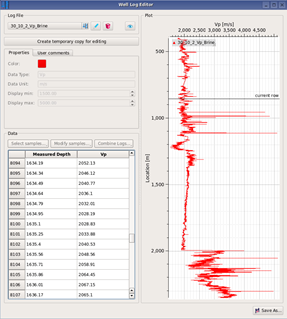 Well Log Editor
Log File
30_10_2_Vp_Brine
Create temporary copy for editing
Properties
User comments
Color:
Data Type:
Data Unit:
Display min:
Display max:
Data
Select samples...
Modify samples...
Combine Logs...
Measured Depth Vp
8094 1634.19 2052.13
8095 1634.34 2046.12
8096 1634.49 2040.77
8097 1634.64 2036.1
8098 1634.79 2032.01
8099 1634.95 2028.19
8100 1635.1 2028.83
8101 1635.25 2033.88
8102 1635.4 2040.53
8103 1635.56 2048.56
8104 1635.71 2058.91
8105 1635.86 2064.45
8106 1636.01 2067.15
8107 1636.17 2065.1
Plot
Vp [m/s]
2,000 2,500 3,000 3,500 4,000 4,500
30_10_2_Vp_Brine
500
current row
1,000
Location [m]
1,500
2,000
Save As...